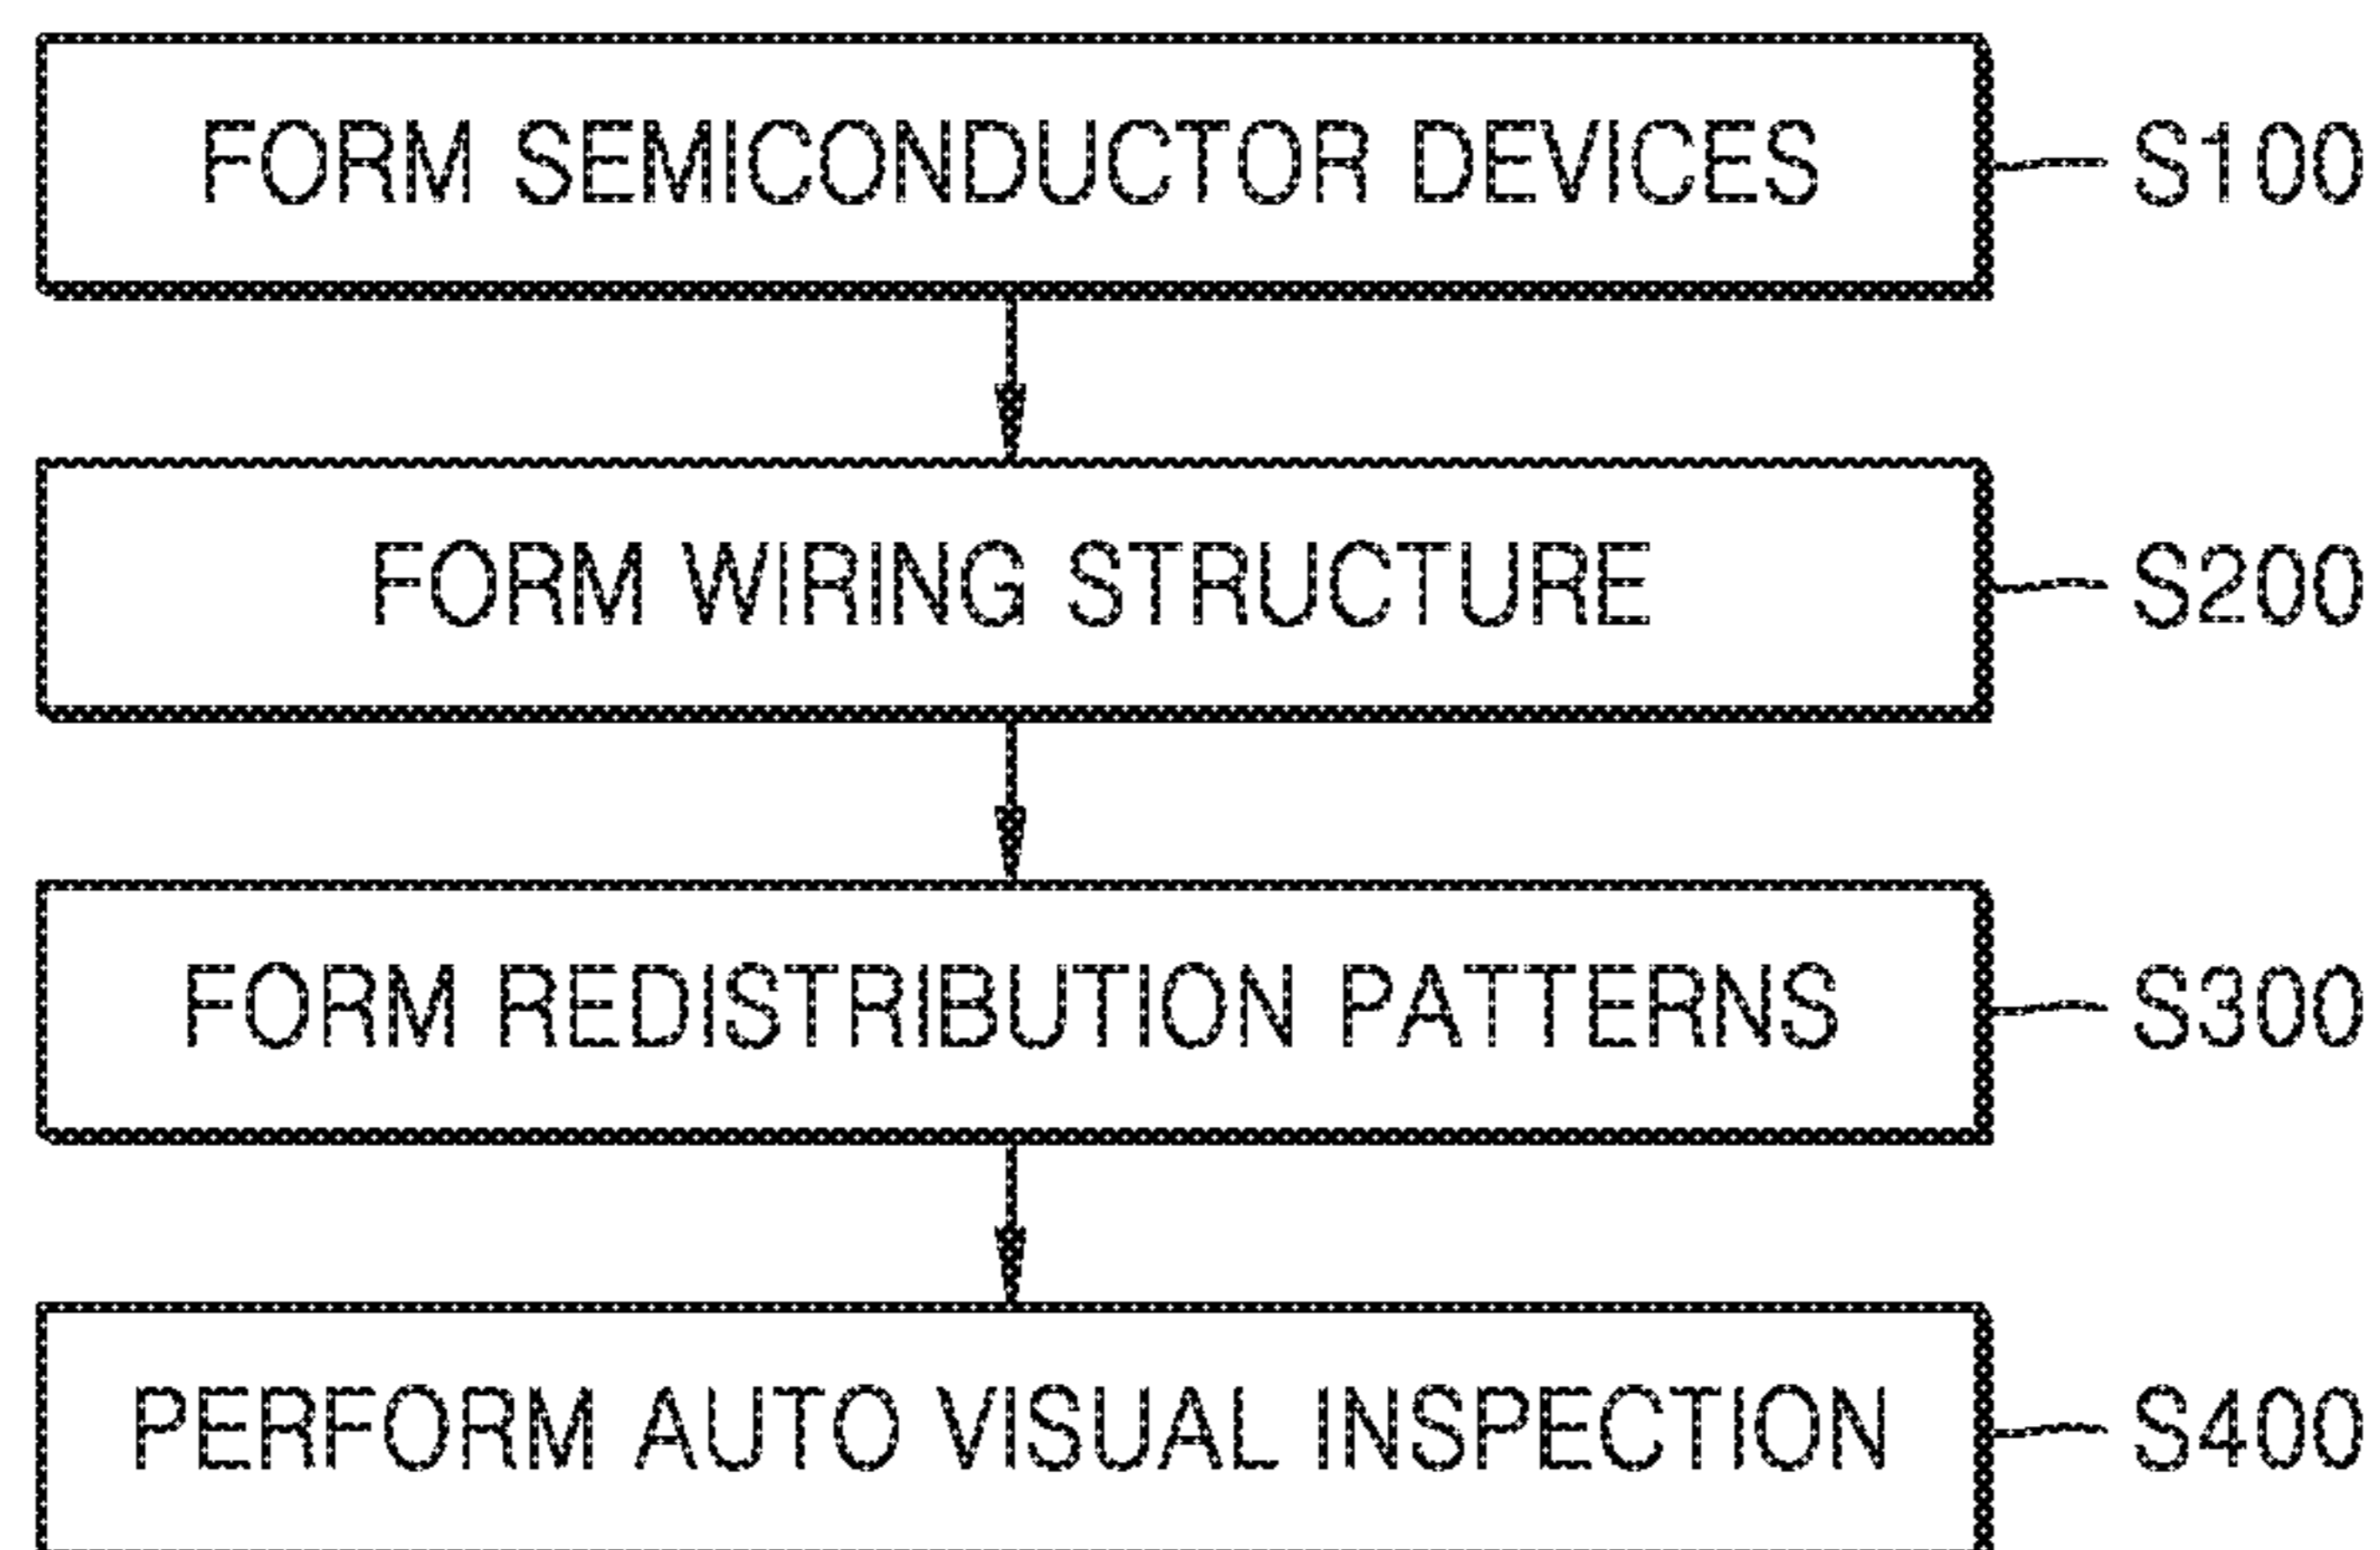 FORM SEMICONDUCTOR DEVICES S100
FORM WIRING STRUCTURE S200
FORM REDISTRIBUTION PATTERNS S300
PERFORM AUTO VISUAL INSPECTION S400